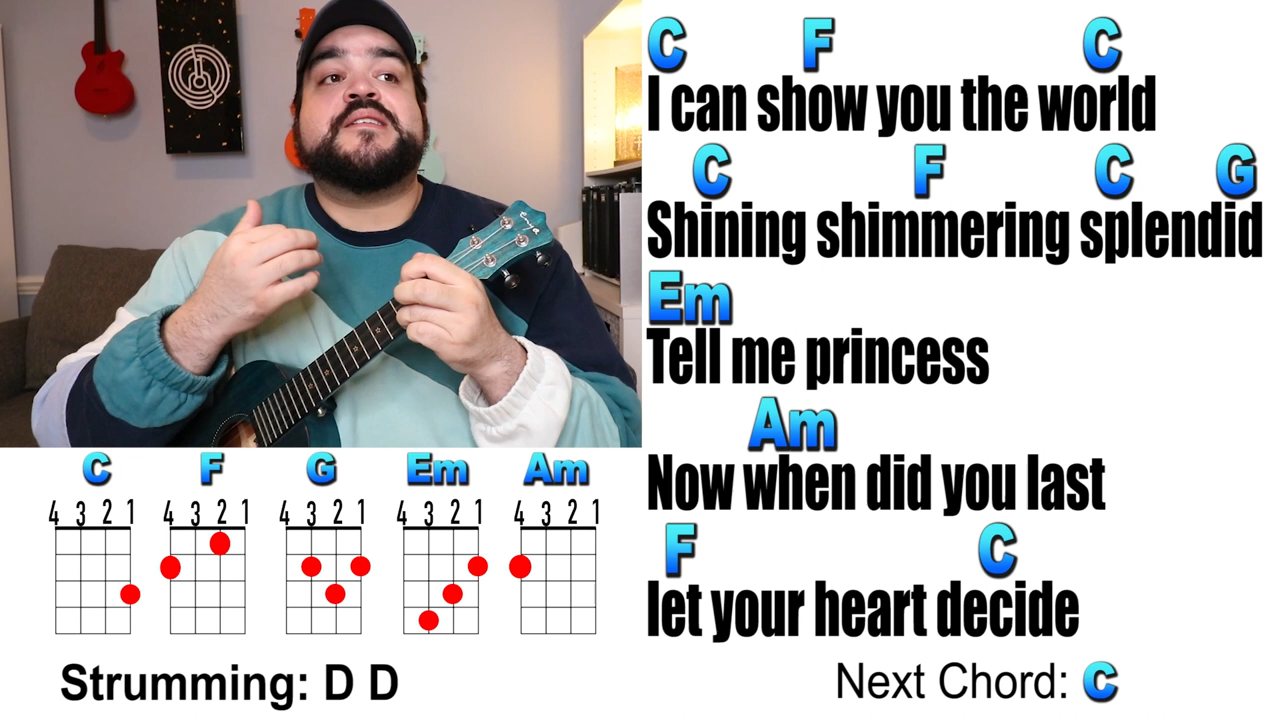 C F C
I can show you the world
C F C G
Shining shimmering splendid
Em
Tell me princess
Am
Now when did you last
F C
let your heart decide
Next Chord: C
C F G Em Am
4 3 2 1 4 3 2 1 4 3 2 1 4 3 2 1 4 3 2 1
Strumming: D D